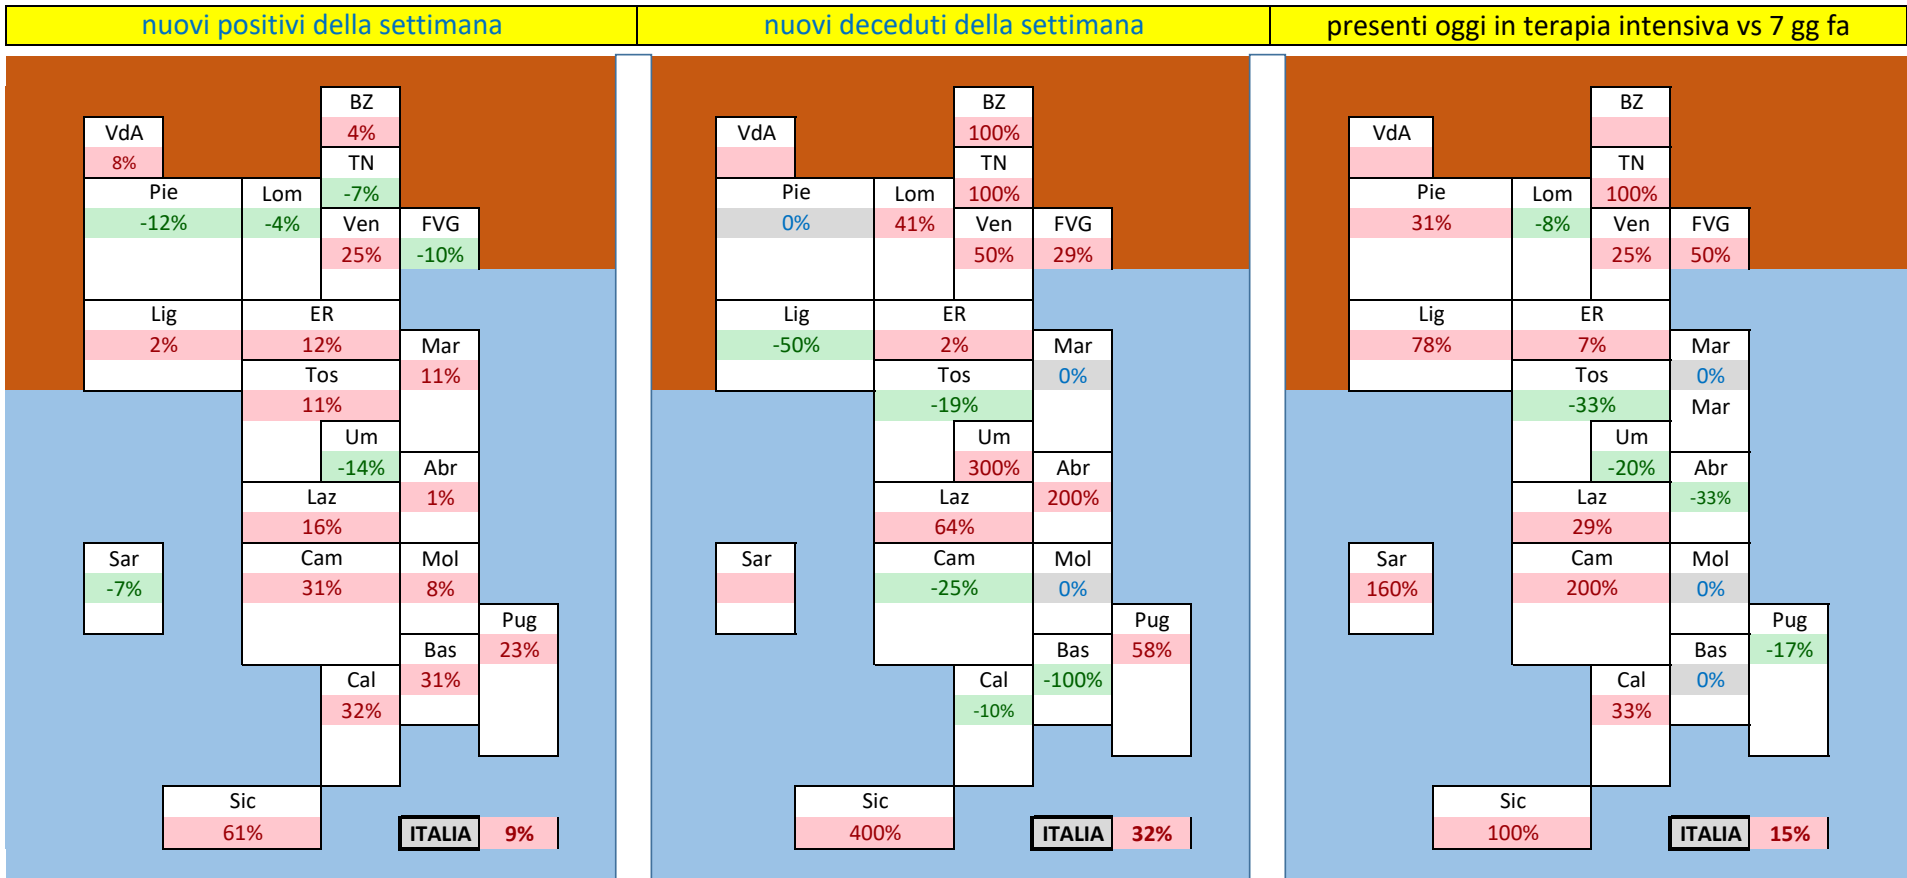 nuovi positivi della settimana
nuovi deceduti della settimana
presenti oggi in terapia intensiva vs 7 gg fa
BZ
4%
VdA
8%
TN
-7%
Pie
-12%
Lom
-4%
Ven
25%
FVG
-10%
Lig
2%
ER
12%
Mar
11%
Tos
11%
Um
-14%
Abr
1%
Laz
16%
Sar
-7%
Cam
31%
Mol
8%
Pug
23%
Bas
31%
Cal
32%
Sic
61%
ITALIA 9%
BZ
100%
VdA
TN
100%
Pie
0%
Lom
41%
Ven
50%
FVG
29%
Lig
-50%
ER
2%
Mar
0%
Tos
-19%
Um
300%
Abr
200%
Laz
64%
Sar
Cam
-25%
Mol
0%
Pug
58%
Bas
-100%
Cal
-10%
Sic
400%
ITALIA 32%
BZ
VdA
TN
100%
Pie
31%
Lom
-8%
Ven
25%
FVG
50%
Lig
78%
ER
7%
Mar
0%
Mar
Tos
-33%
Um
-20%
Abr
-33%
Laz
29%
Sar
160%
Cam
200%
Mol
0%
Pug
-17%
Bas
0%
Cal
33%
Sic
100%
ITALIA 15%